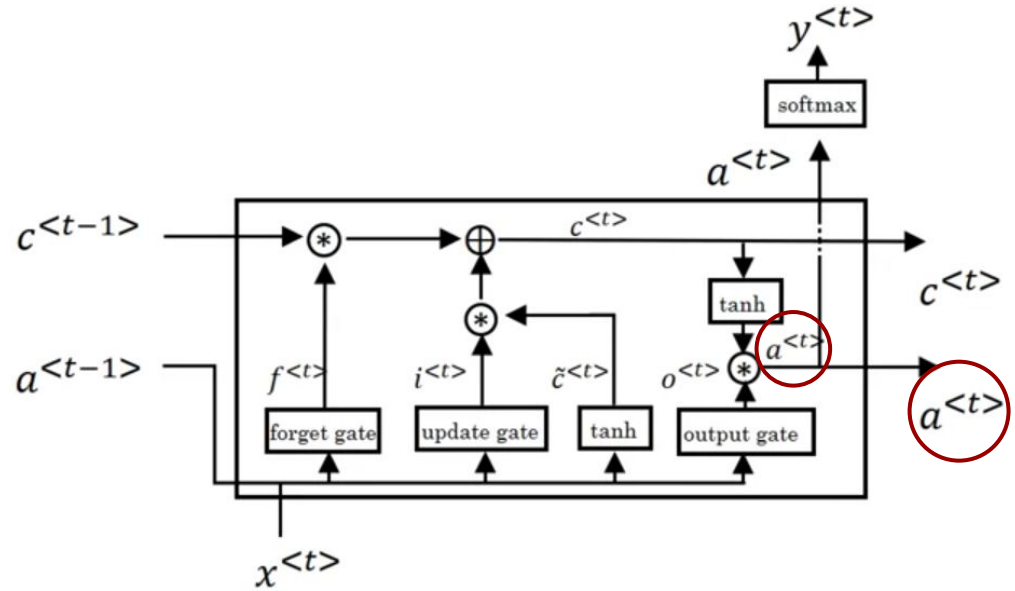 y<t>
softmax
a<t>
c<t-1>
c<t>
*
⊕
c<t>
tanh
*
a<t-1>
f<t>
i<t>
c̃<t>
o<t>
*
a<t>
a<t>
forget gate
update gate
tanh
output gate
x<t>